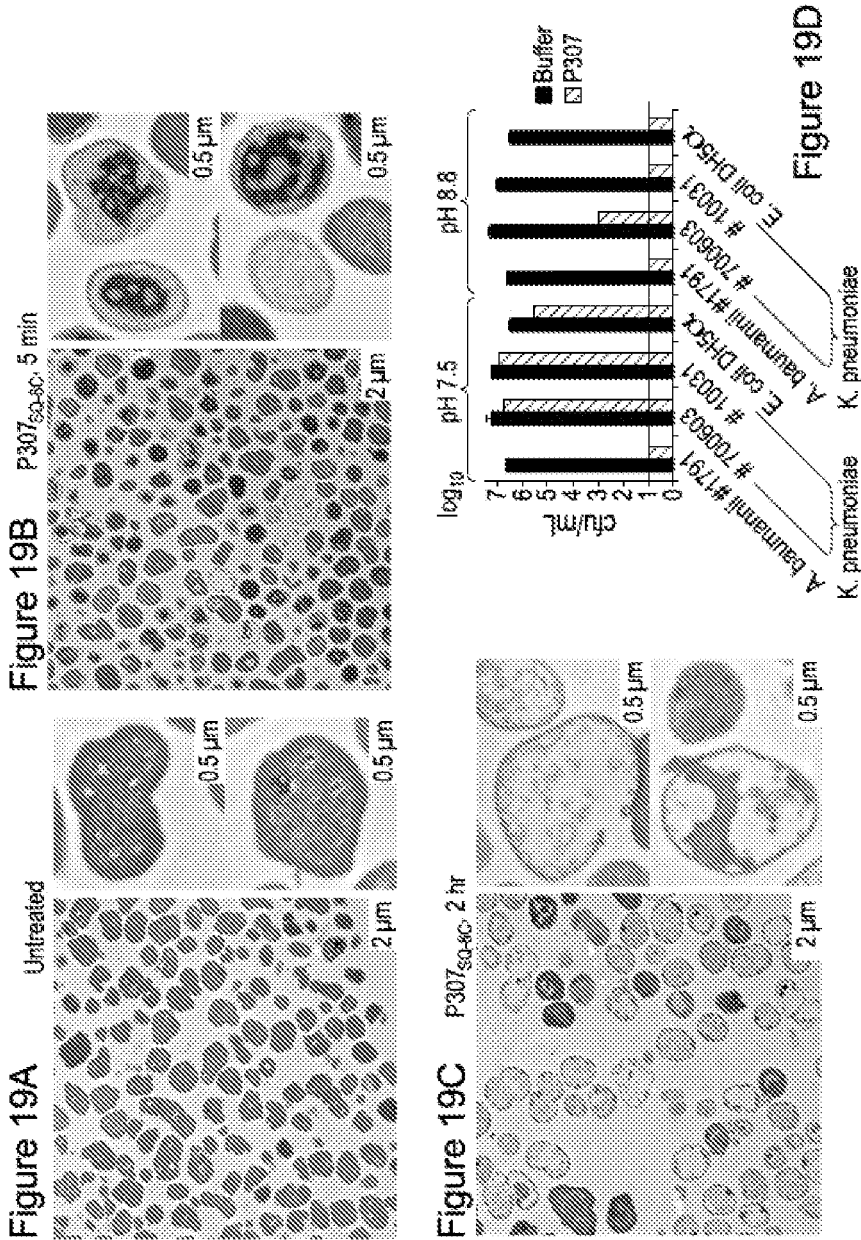 Figure 19A
Untreated
2 µm
0.5 µm
0.5 µm
Figure 19B
P307SQ-8C, 5 min
2 µm
0.5 µm
0.5 µm
Figure 19C
P307SQ-8C, 2 hr
2 µm
0.5 µm
0.5 µm
log10
pH 7.5
pH 8.8
Buffer
P307
cfu/mL
7
6
5
4
3
2
1
0
A. baumannii #1791
# 700603
# 10031
E. coli DH5α
A. baumannii #1791
# 700603
# 10031
E. coli DH5α
K. pneumoniae
K. pneumoniae
Figure 19D